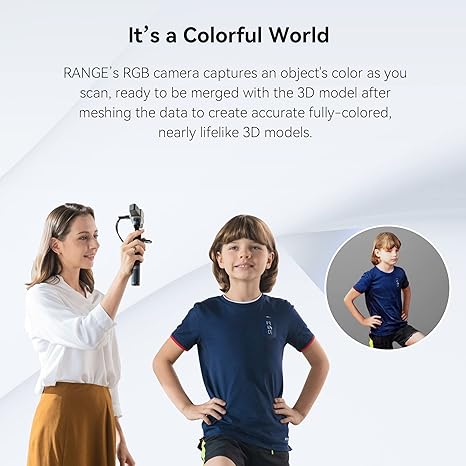 It's a Colorful World
RANGE's RGB camera captures an object's color as you
scan, ready to be merged with the 3D model after
meshing the data to create accurate fully-colored,
nearly lifelike 3D models.